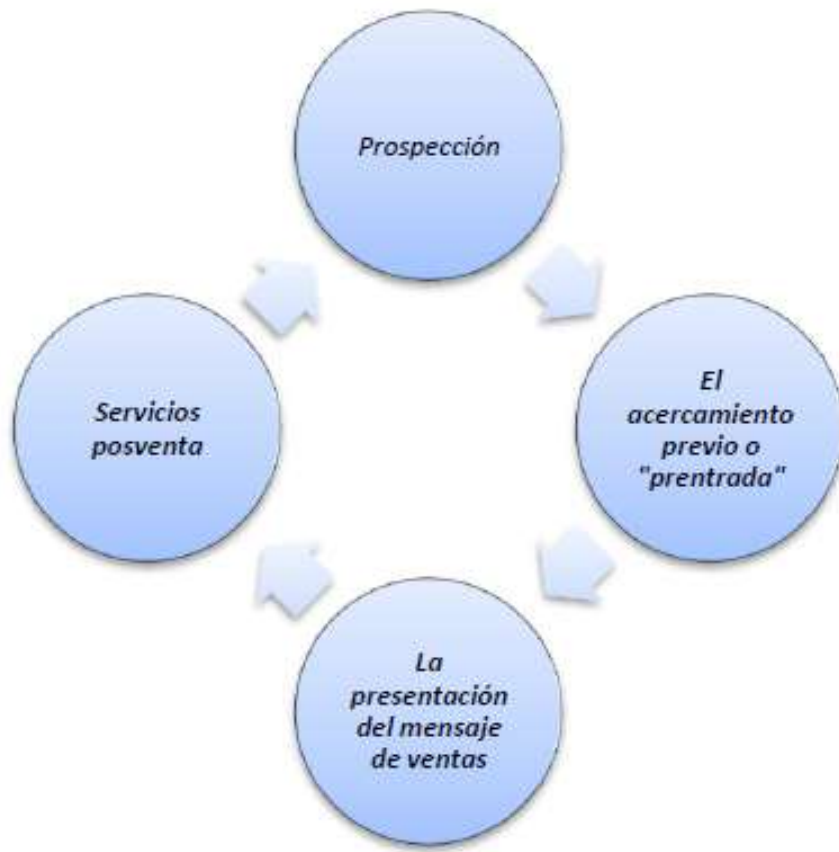 Prospección
El
acercamiento
previo o
"prentrada"
La
presentación
del mensaje
de ventas
Servicios
posventa